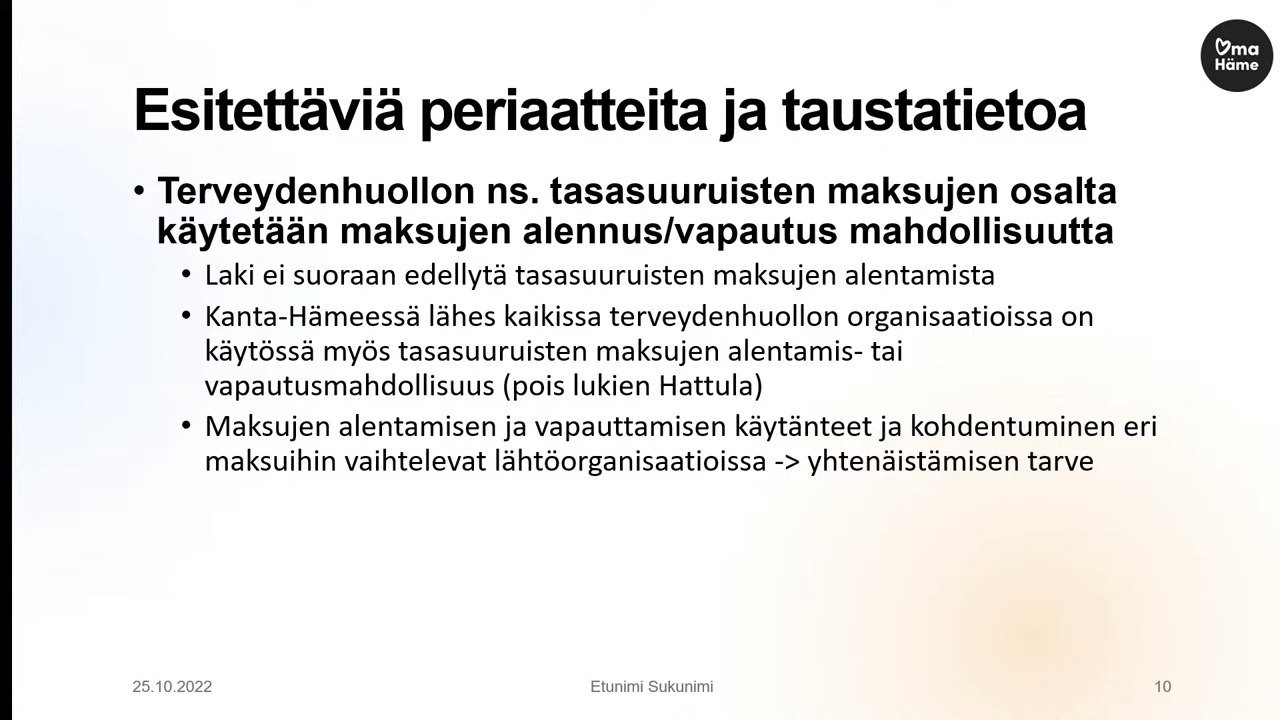 Oma
Häme
Esitettäviä periaatteita ja taustatietoa
• Terveydenhuollon ns. tasasuuruisten maksujen osalta
käytetään maksujen alennus/vapautus mahdollisuutta
• Laki ei suoraan edellytä tasasuuruisten maksujen alentamista
• Kanta-Hämeessä lähes kaikissa terveydenhuollon organisaatioissa on
käytössä myös tasasuuruisten maksujen alentamis- tai
vapautusmahdollisuus (pois lukien Hattula)
• Maksujen alentamisen ja vapauttamisen käytänteet ja kohdentuminen eri
maksuihin vaihtelevat lähtöorganisaatioissa -> yhtenäistämisen tarve
25.10.2022
Etunimi Sukunimi
10